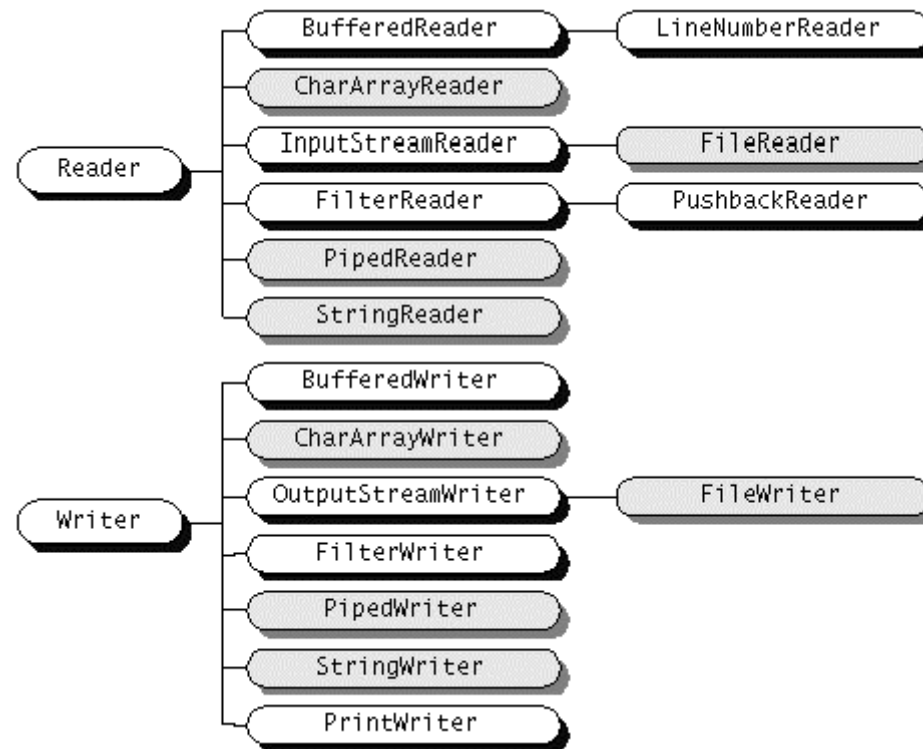 BufferedReader
LineNumberReader
CharArrayReader
InputStreamReader
FileReader
Reader
FilterReader
PushbackReader
PipedReader
StringReader
BufferedWriter
CharArrayWriter
OutputStreamWriter
FileWriter
Writer
FilterWriter
PipedWriter
StringWriter
PrintWriter